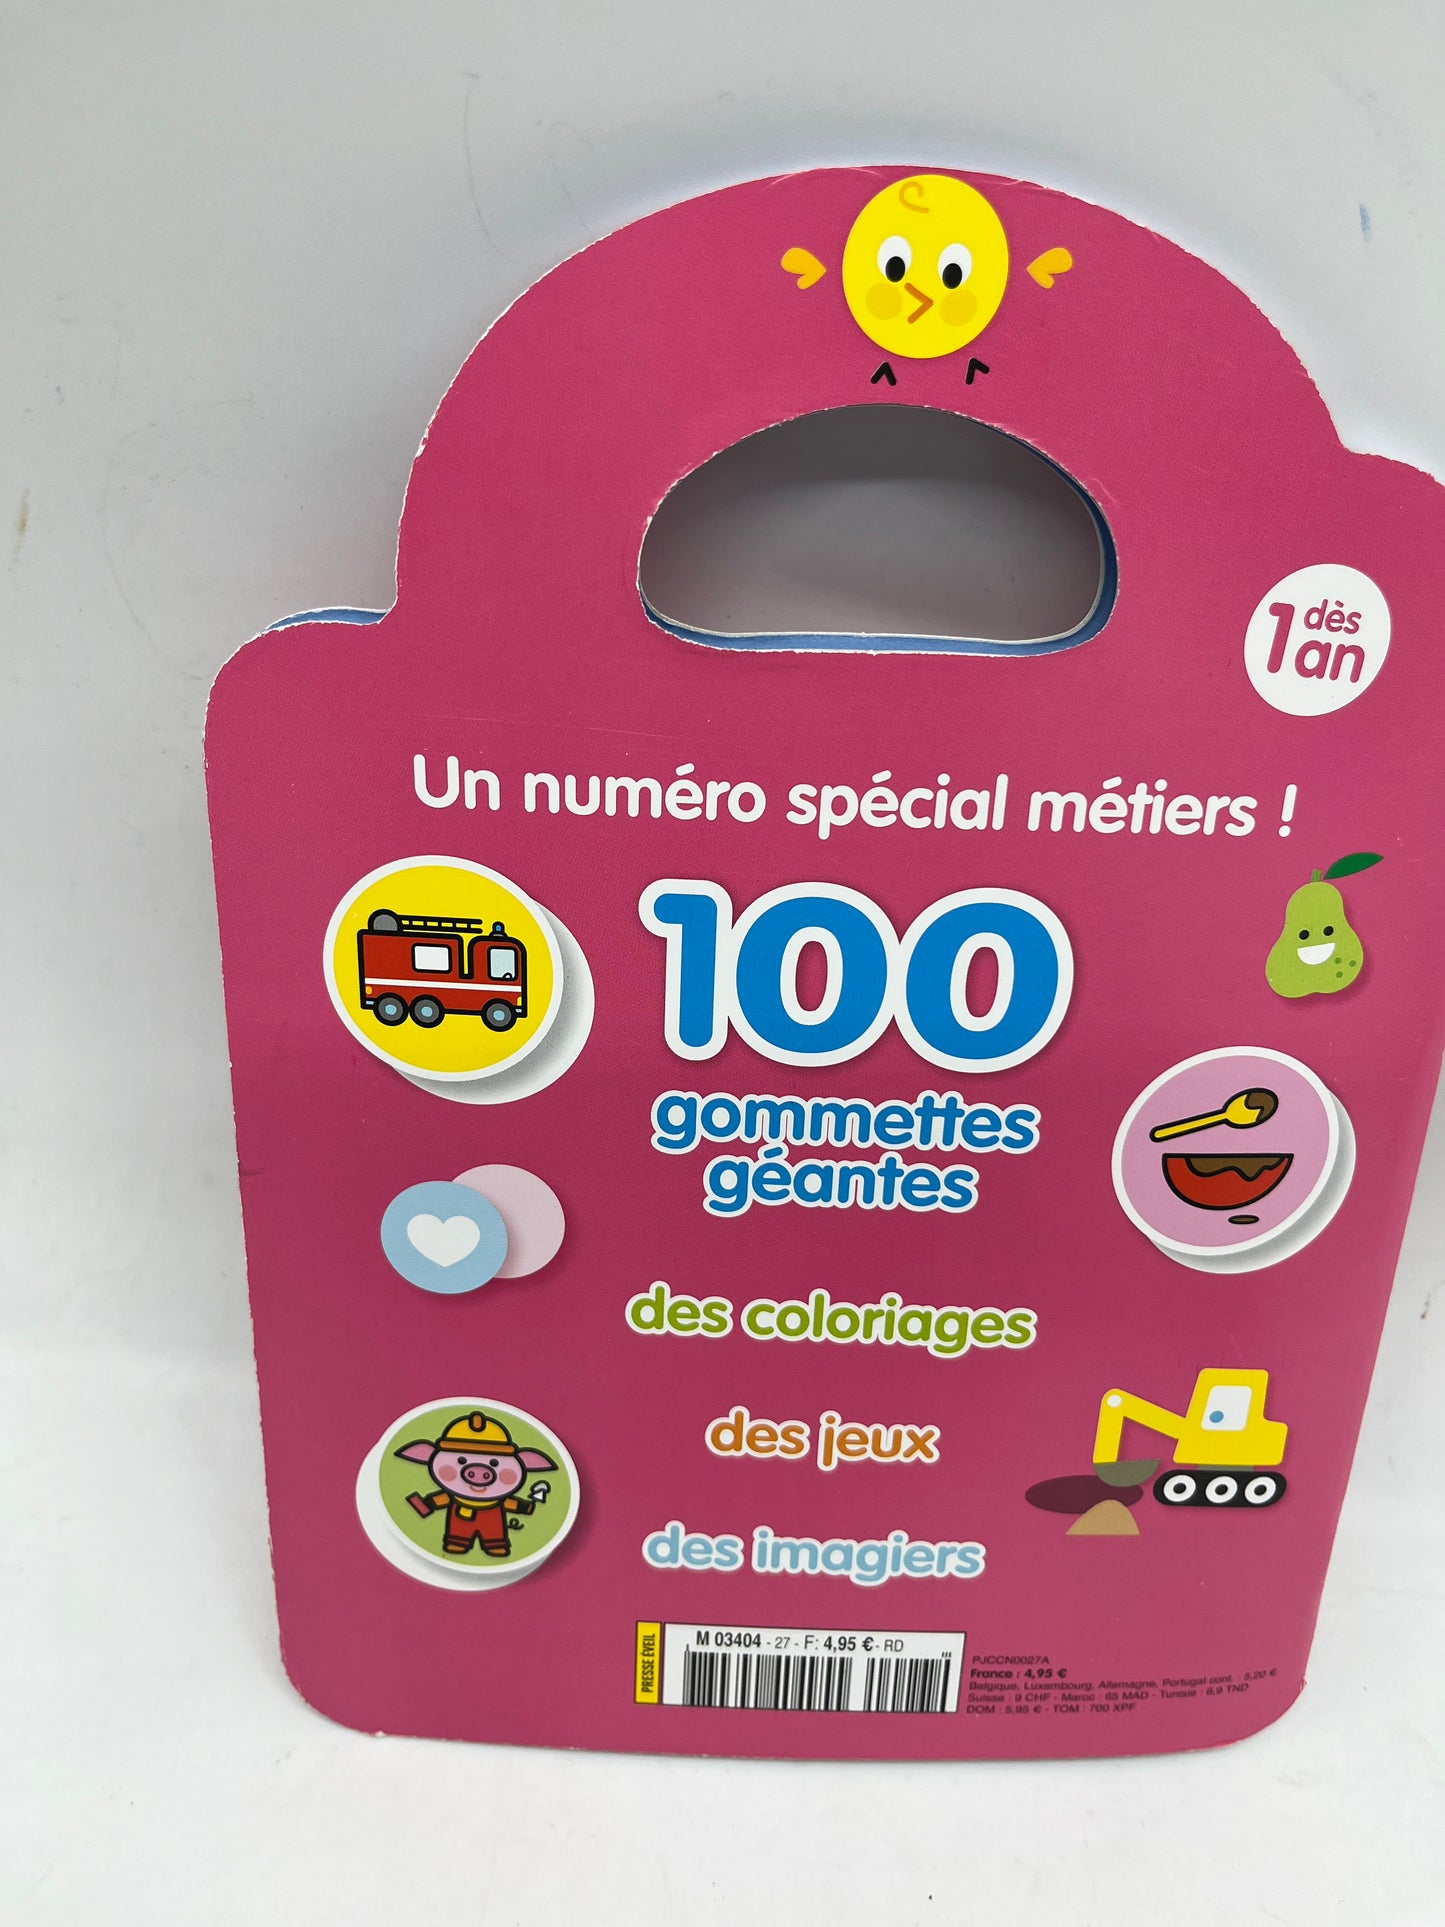 dès
1 an
Un numéro spécial métiers !
100
gommettes
géantes
des coloriages
des jeux
des imagiers
PRESSE ÉVEIL
M 03404 - 27 - F: 4,95 € - RD
PJCCN0027A
France : 4,95 €
Belgique, Luxembourg, Allemagne, Portugal cont. : 5,20 €
Suisse : 9 CHF - Maroc : 65 MAD - Tunisie : 8,9 TND
DOM : 5,95 € - TOM : 700 XPF.